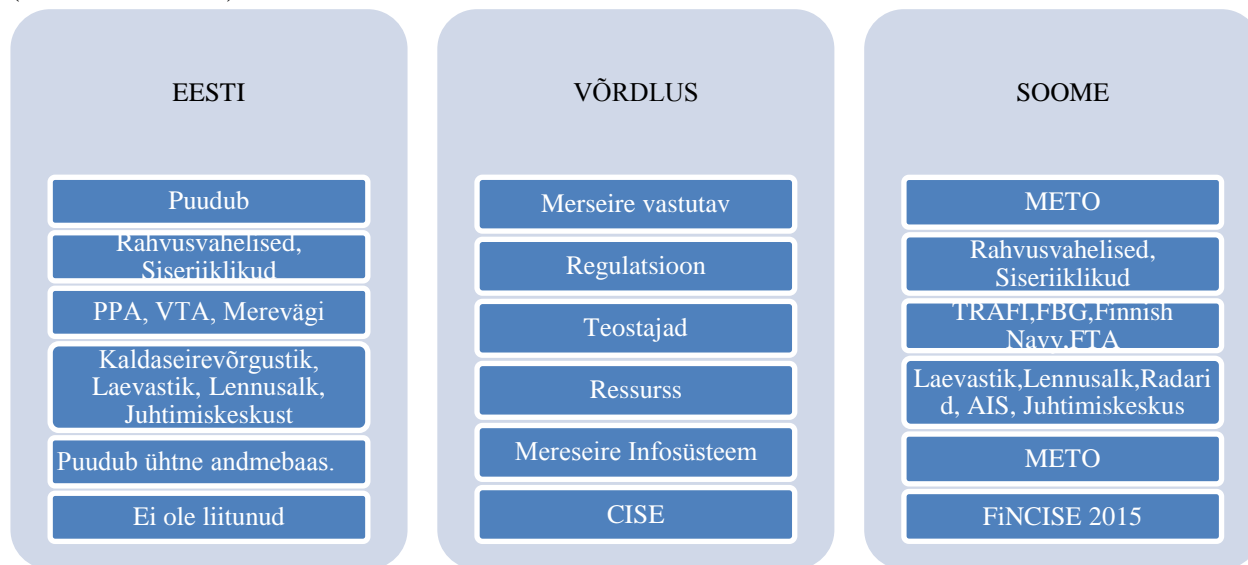 EESTI
Puudub
Rahvusvahelised,
Siseriiklikud
PPA, VTA, Merevägi
Kaldaseirevõrgustik,
Laevastik, Lennusalk,
Juhtimiskeskust
Puudub ühtne andmebaas.
Ei ole liitunud
VÕRDLUS
Merseire vastutav
Regulatsioon
Teostajad
Ressurss
Mereseire Infosüsteem
CISE
SOOME
METO
Rahvusvahelised,
Siseriiklikud
TRAFI,FBG,Finnish
Navy,FTA
Laevastik,Lennusalk,Radari
d, AIS, Juhtimiskeskus
METO
FiNCISE 2015